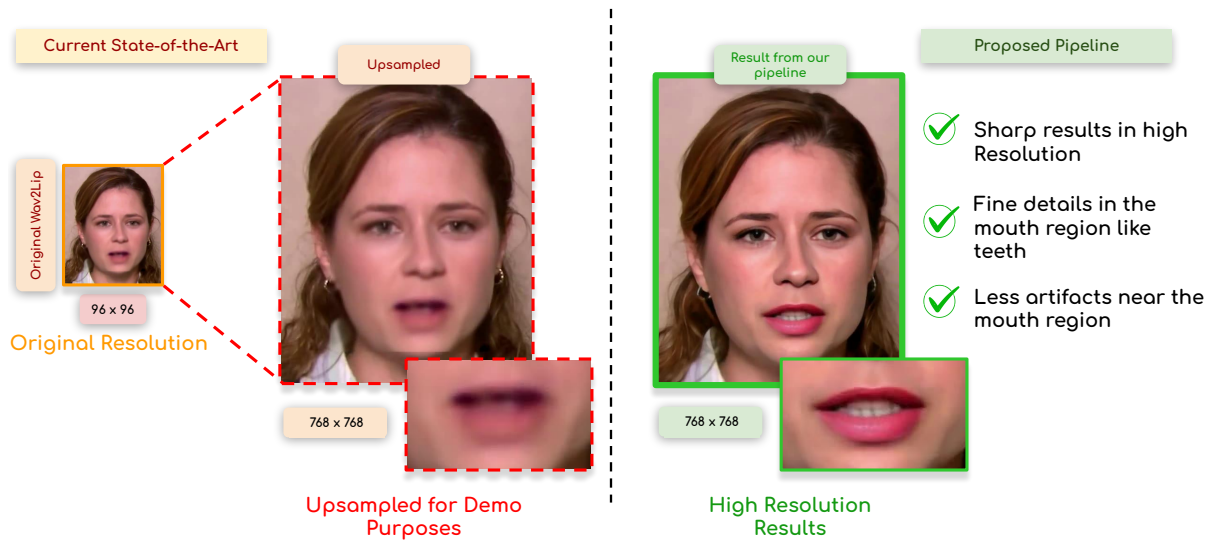 Current State-of-the-Art
Upsampled
Original Wav2Lip
96 x 96
Original Resolution
768 x 768
Upsampled for Demo
Purposes
Result from our
pipeline
768 x 768
High Resolution
Results
Proposed Pipeline
Sharp results in high
Resolution
Fine details in the
mouth region like
teeth
Less artifacts near the
mouth region